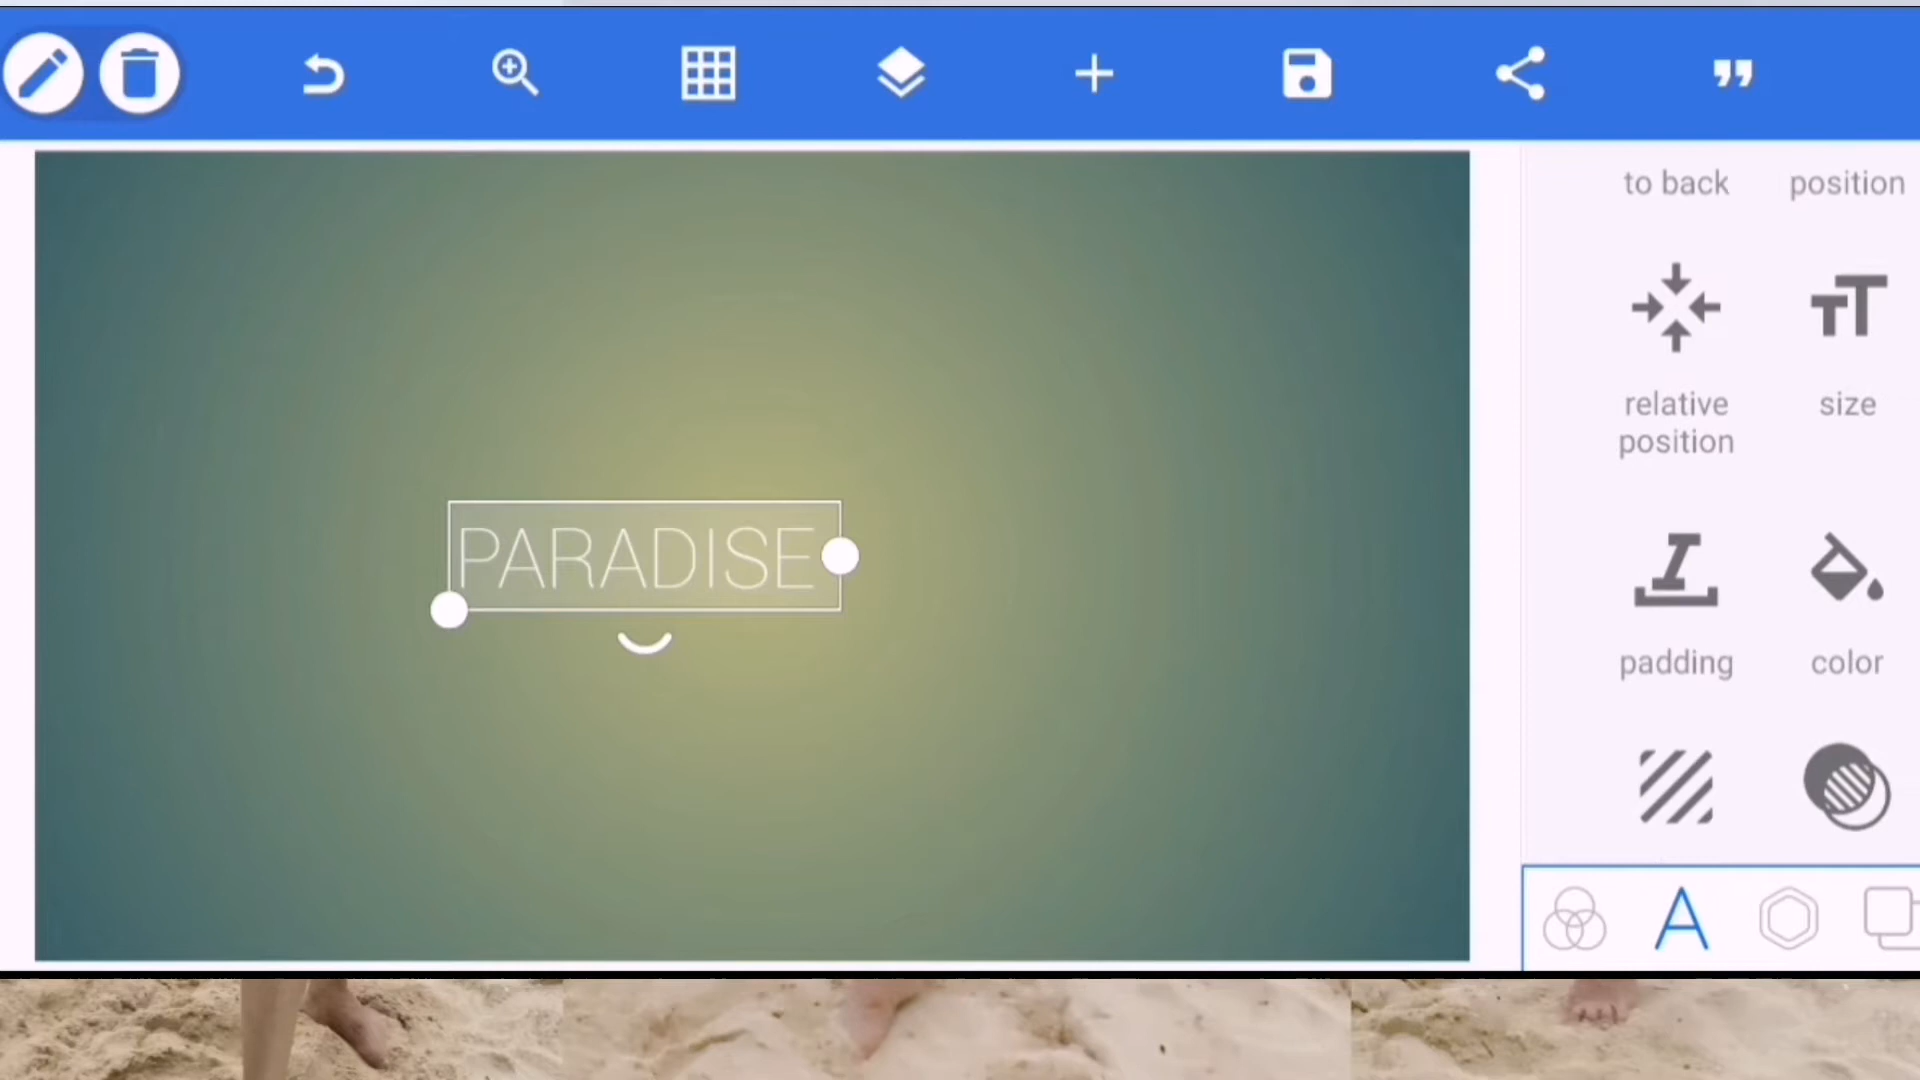 to back
position
relative
position
size
PARADISE
padding
color